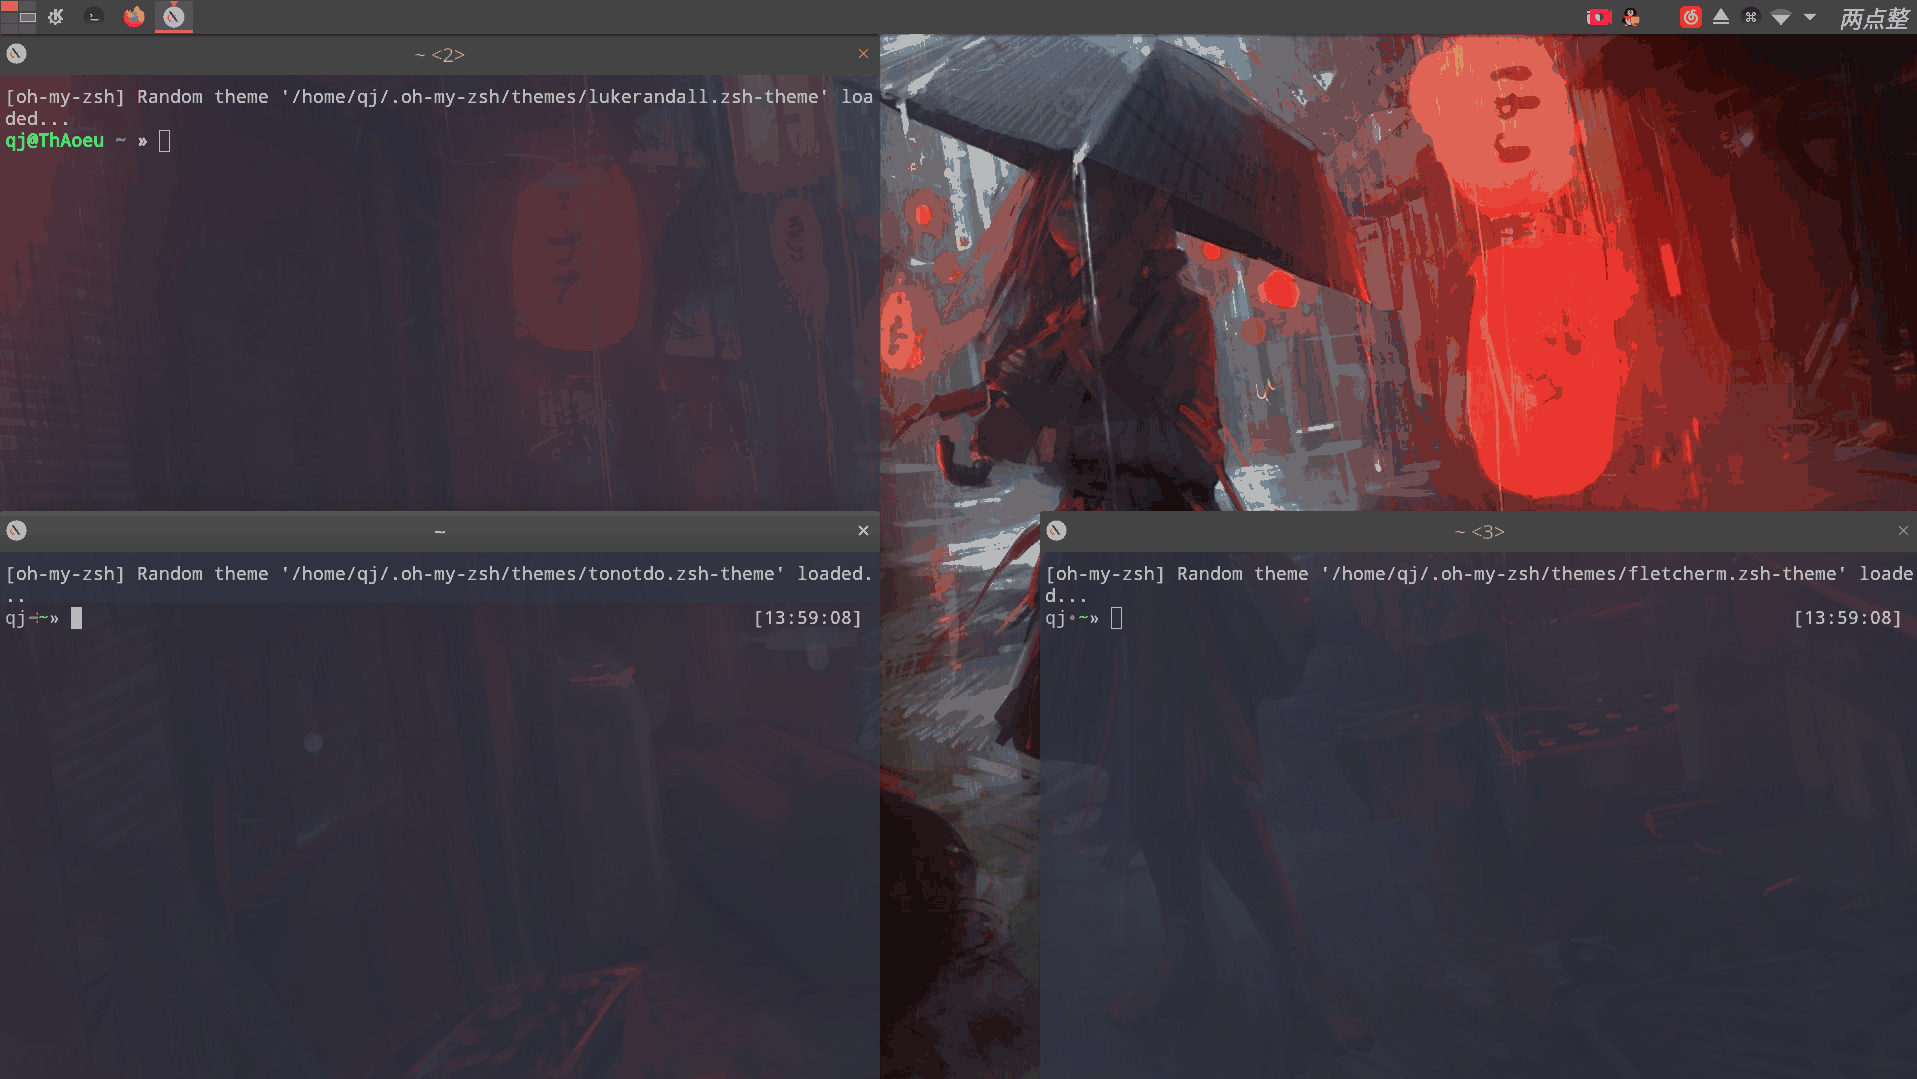 两点整
~ <2>
[oh-my-zsh] Random theme '/home/qj/.oh-my-zsh/themes/lukerandall.zsh-theme' loa
ded...
qj@ThAoeu ~ »
~
[oh-my-zsh] Random theme '/home/qj/.oh-my-zsh/themes/tonotdo.zsh-theme' loaded.
..
qj—~» [13:59:08]
~ <3>
[oh-my-zsh] Random theme '/home/qj/.oh-my-zsh/themes/fletcherm.zsh-theme' loade
d...
qj•~» [13:59:08]